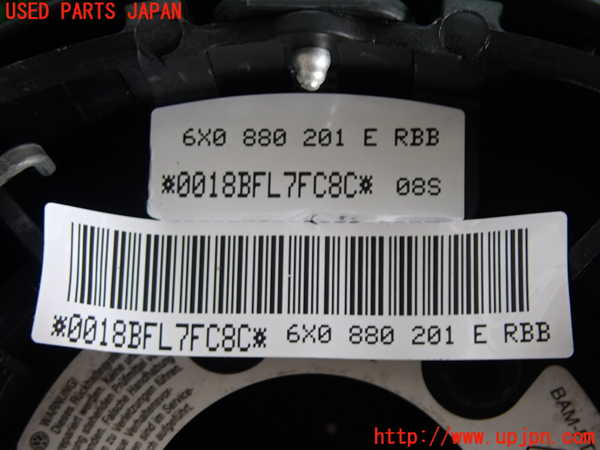 USED PARTS JAPAN
6X0 880 201 E RBB
*0018BFL7FC8C* 08S
*0018BFL7FC8C* 6X0 880 201 E RBB
WARNUNG!
BAM-
http://www.upjpn.com